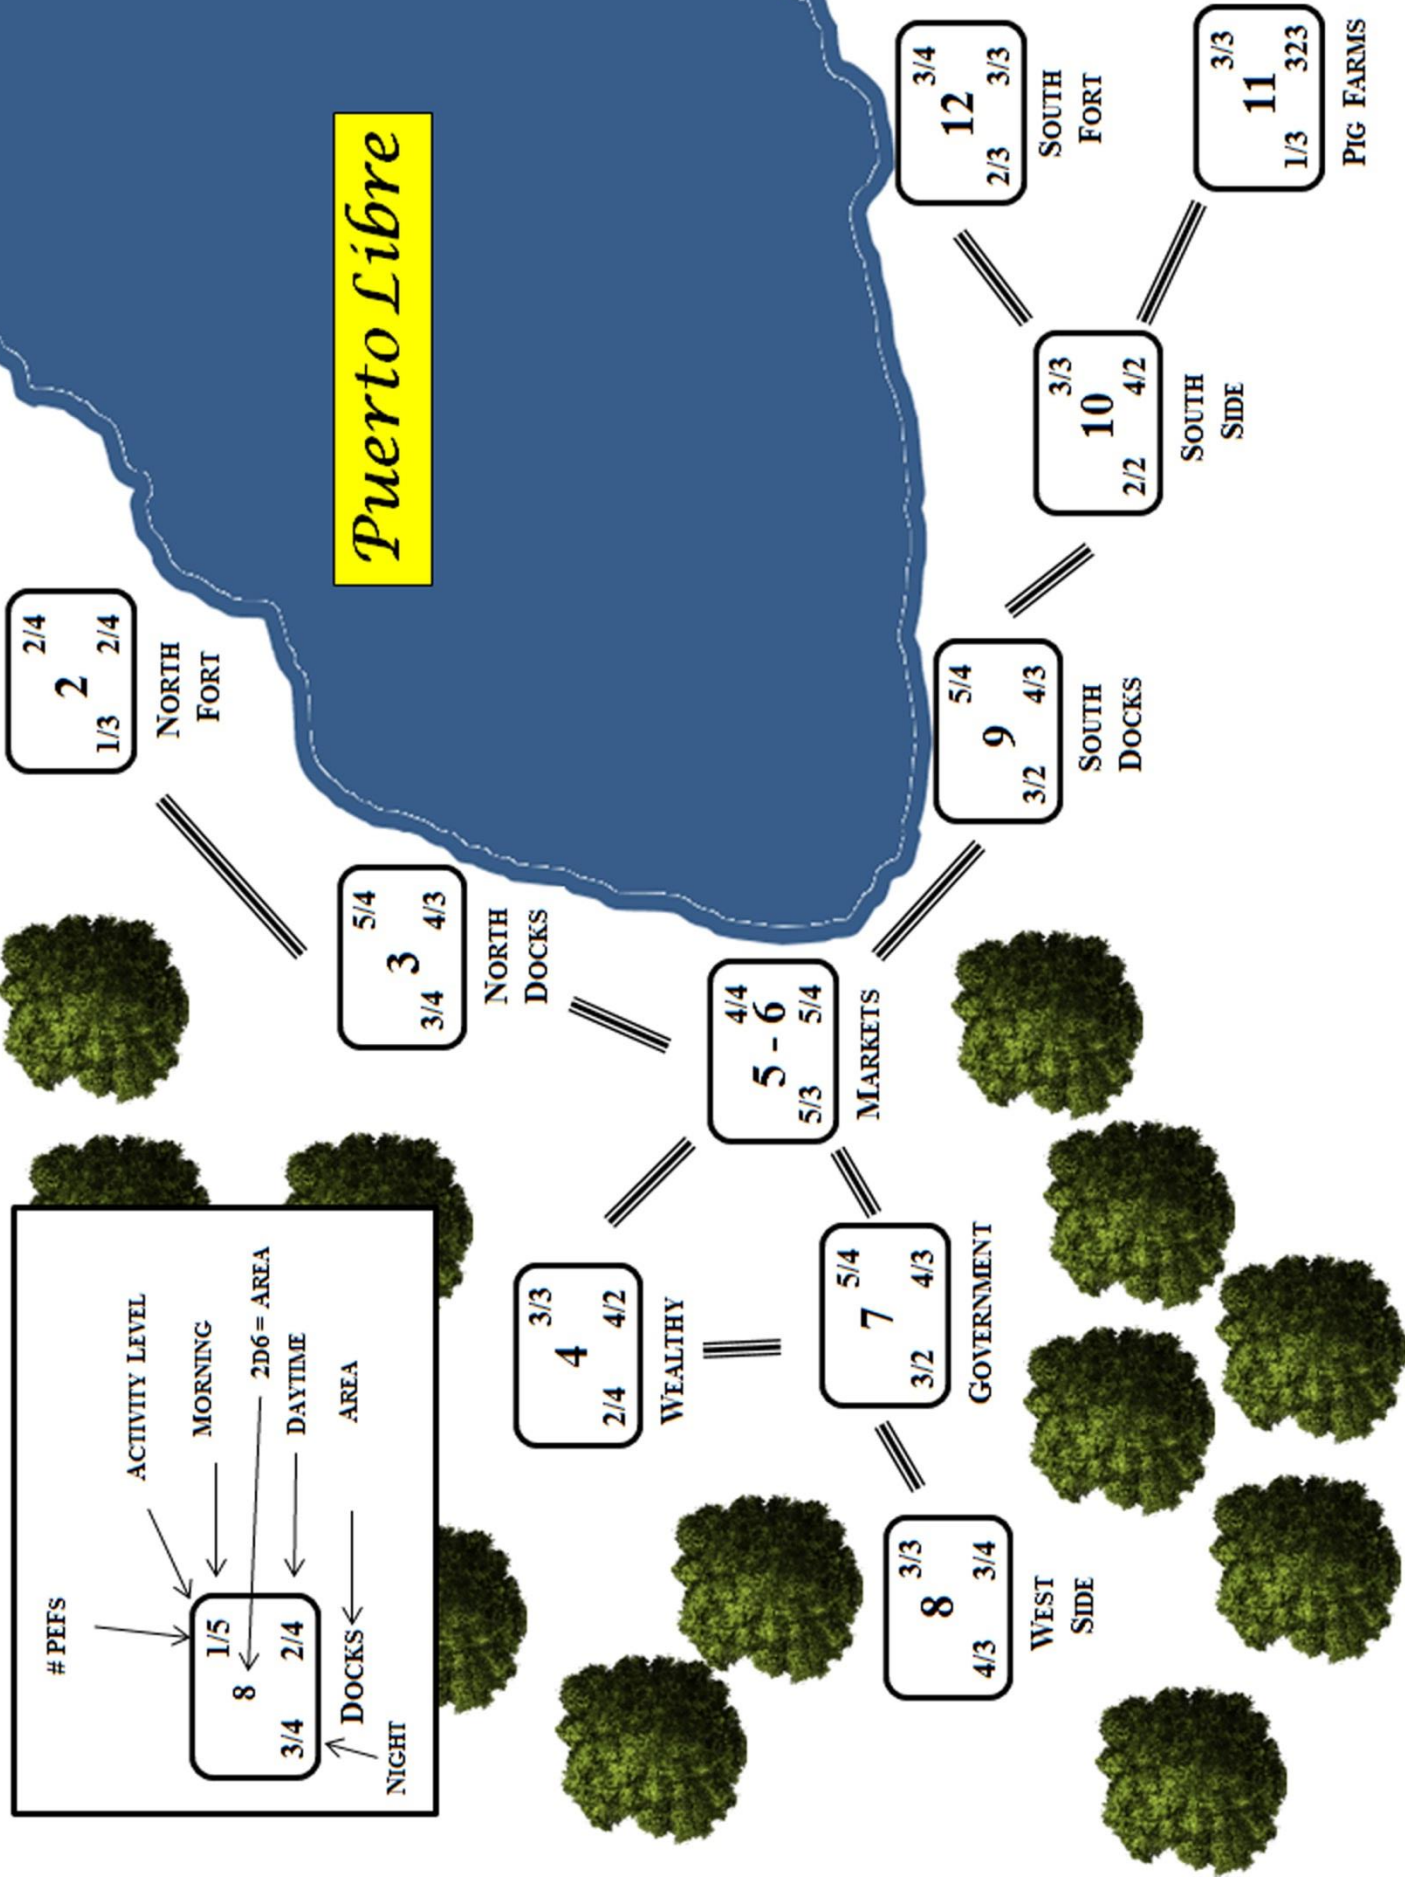 # PEFS
ACTIVITY LEVEL
MORNING
1/5
8
2D6 = AREA
3/4 2/4
DAYTIME
AREA
DOCKS
NIGHT
2/4
2
1/3 2/4
NORTH
FORT
5/4
3
3/4 4/3
NORTH
DOCKS
Puerto Libre
3/3
4
2/4 4/2
WEALTHY
4/4
5 - 6
5/3 5/4
MARKETS
5/4
7
3/2 4/3
GOVERNMENT
3/3
8
4/3 3/4
WEST
SIDE
5/4
9
3/2 4/3
SOUTH
DOCKS
3/4
12
2/3 3/3
SOUTH
FORT
3/3
10
2/2 4/2
SOUTH
SIDE
3/3
11
1/3 323
PIG FARMS